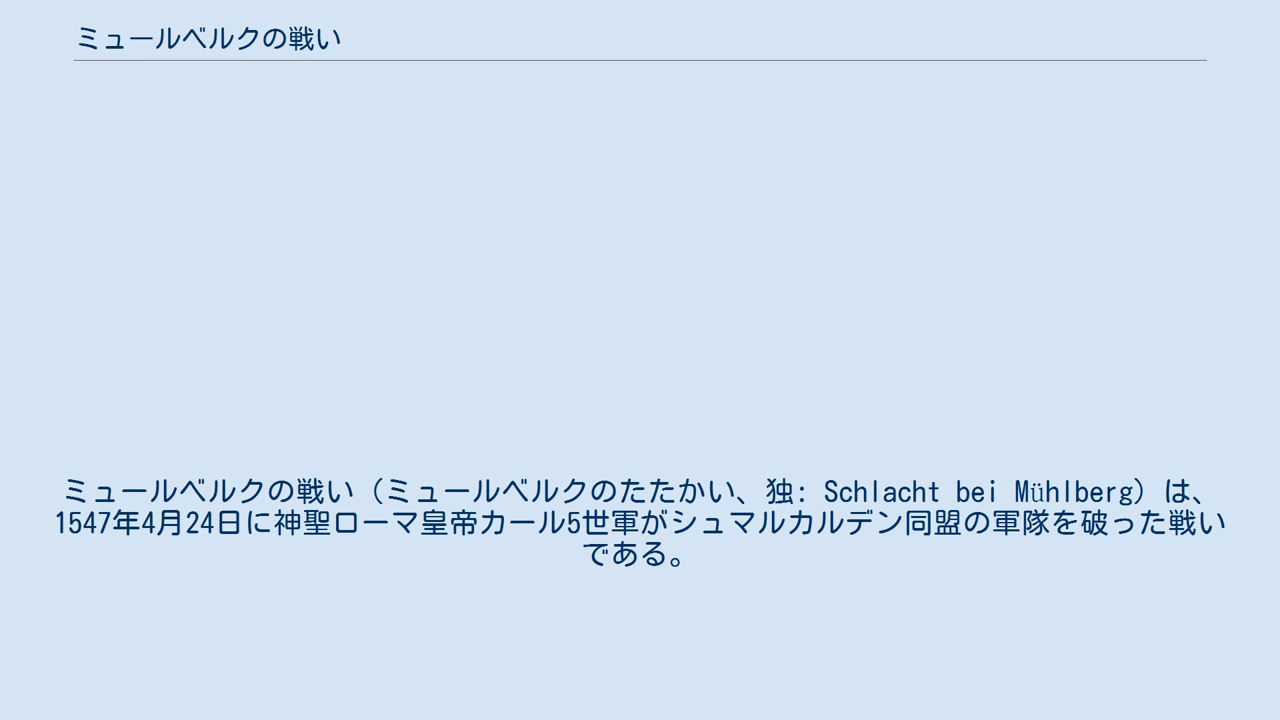 ミュールベルクの戦い
ミュールベルクの戦い（ミュールベルクのたたかい、独: Schlacht bei Mühlberg）は、
1547年4月24日に神聖ローマ皇帝カール5世軍がシュマルカルデン同盟の軍隊を破った戦い
である。